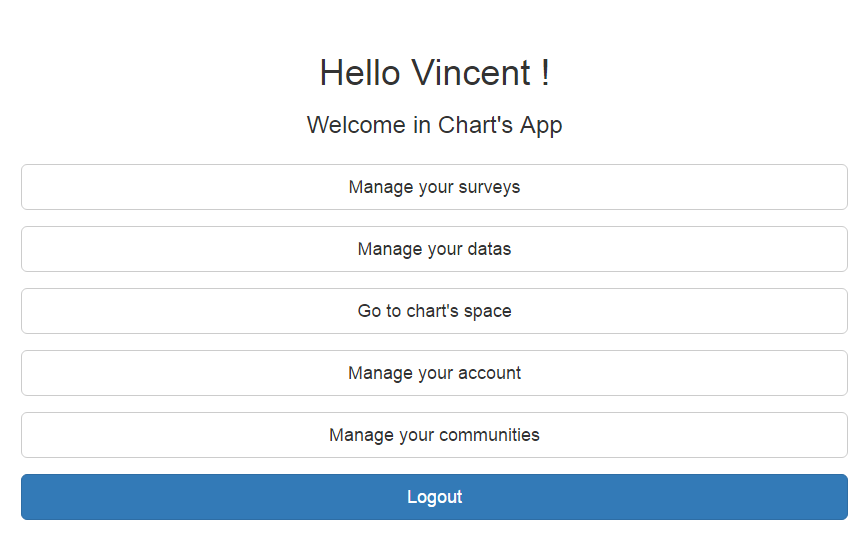 Hello Vincent !
Welcome in Chart's App
Manage your surveys
Manage your datas
Go to chart's space
Manage your account
Manage your communities
Logout